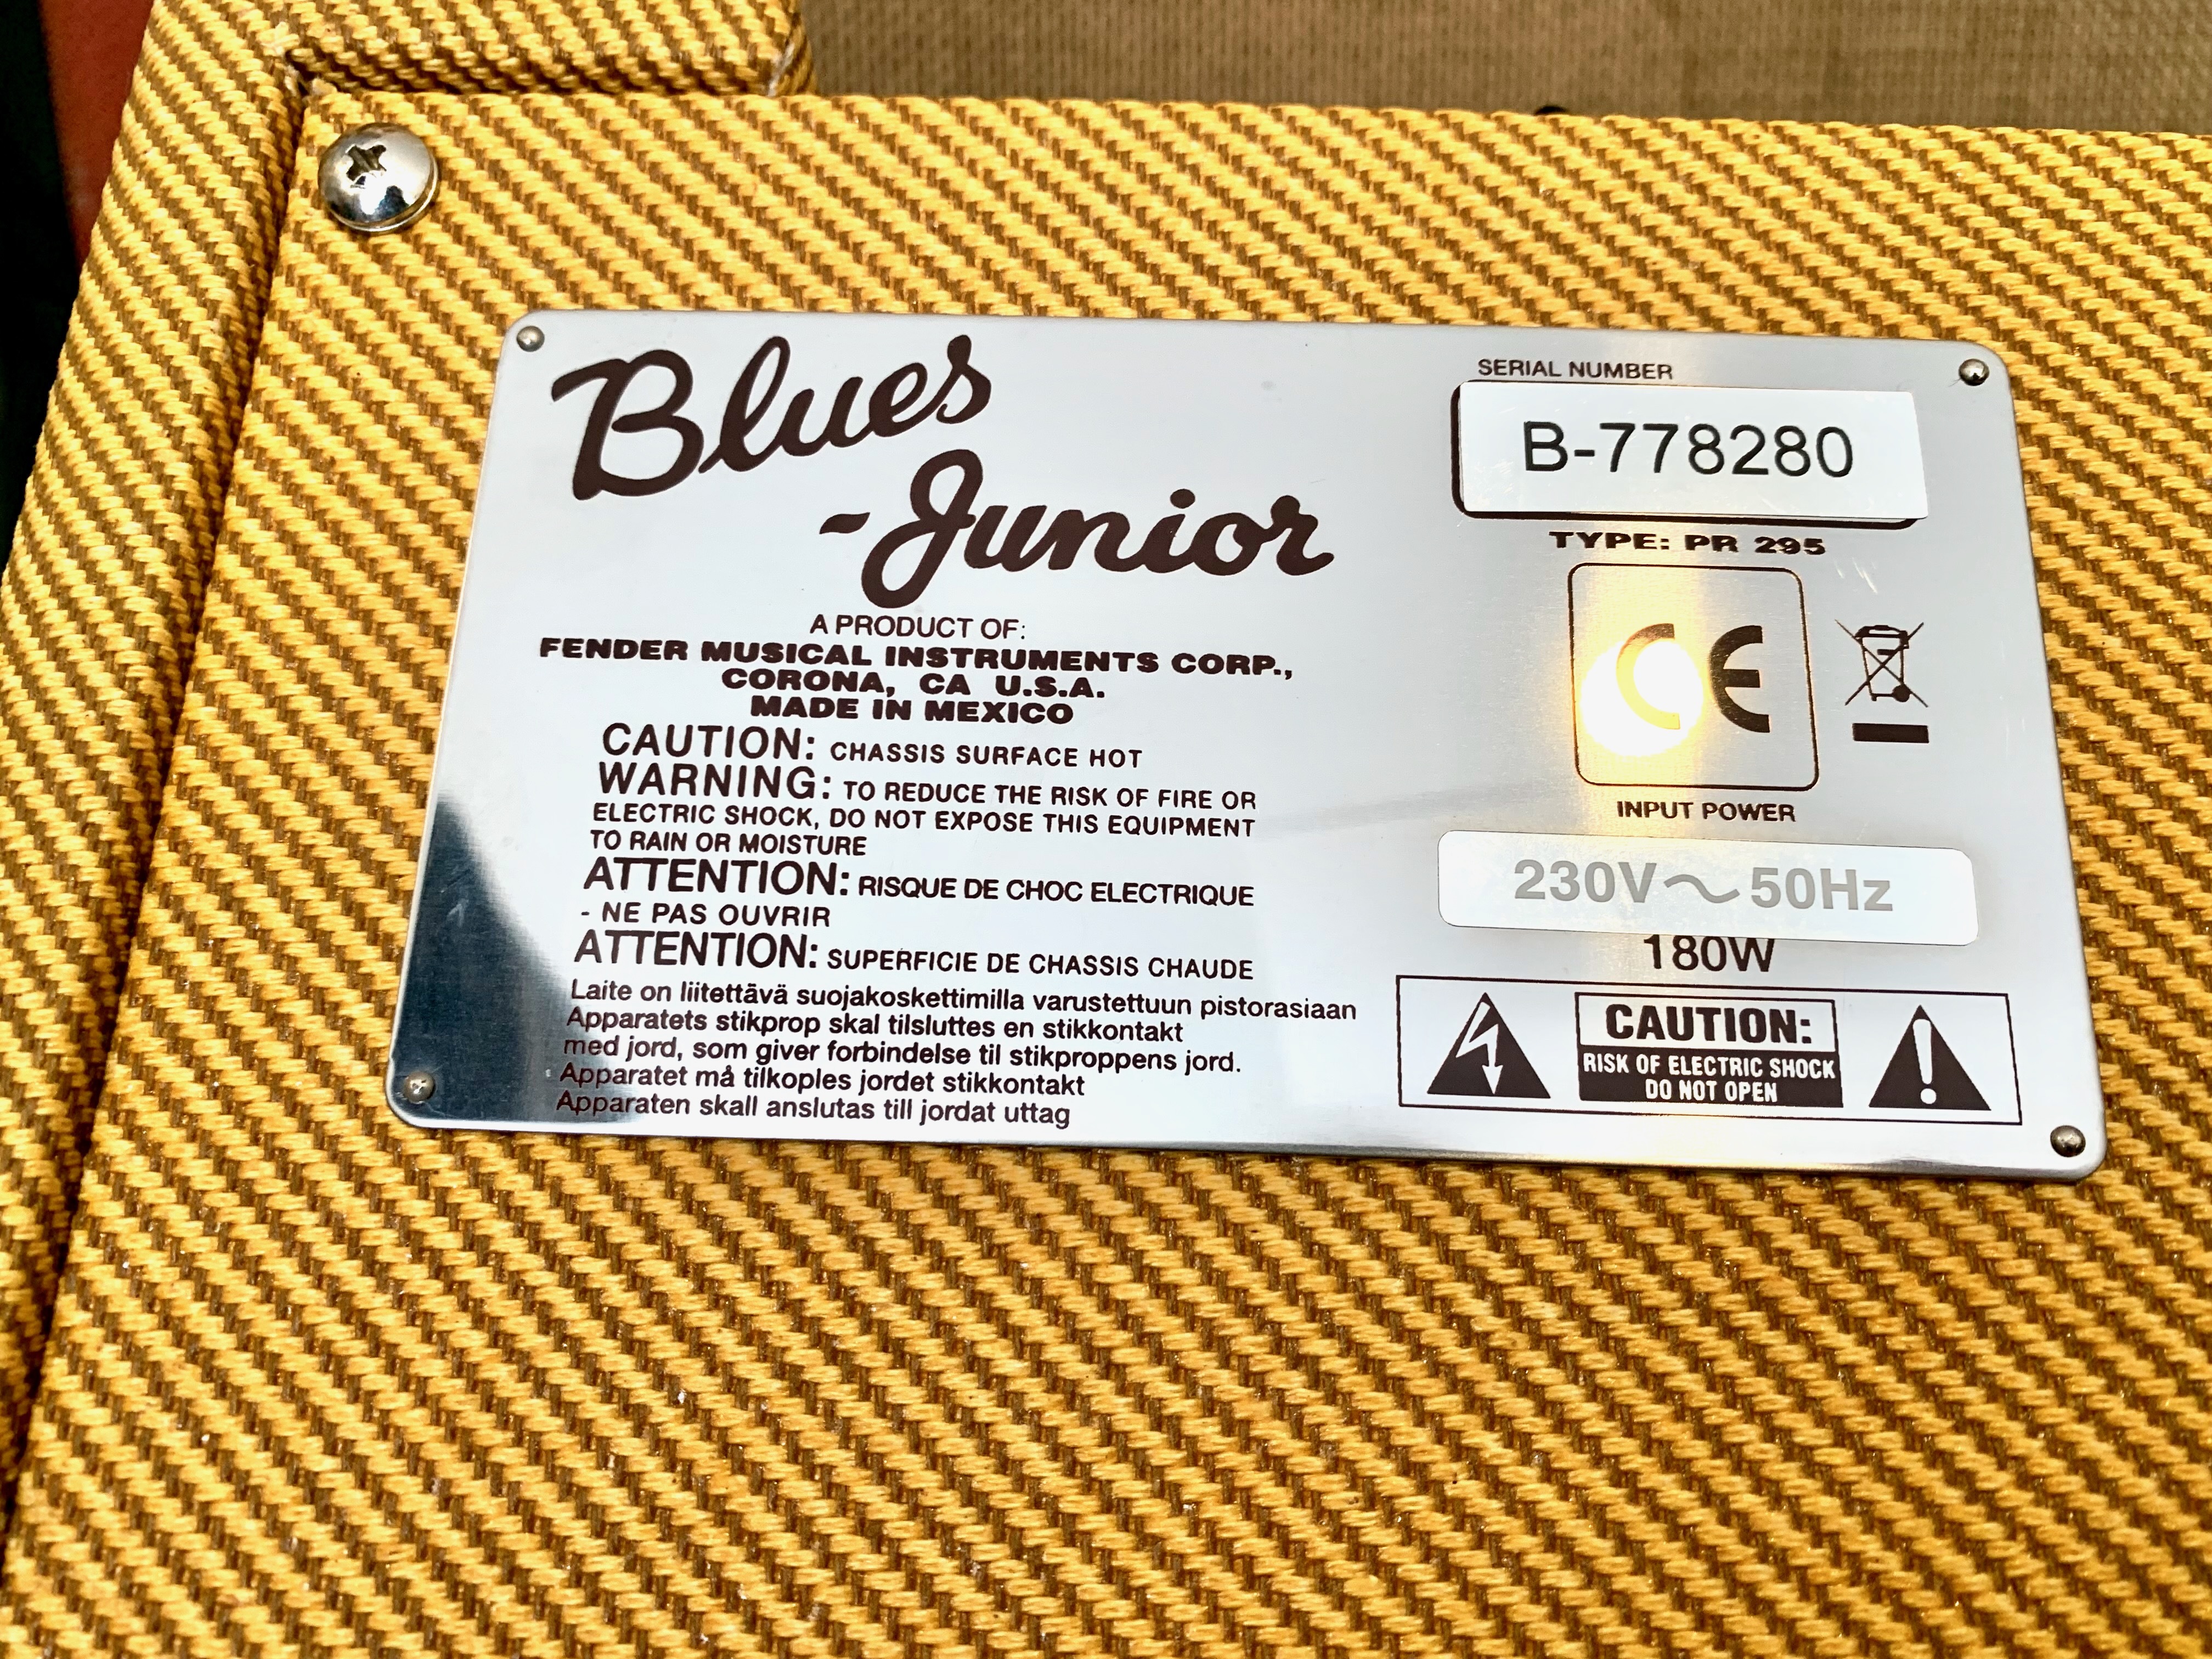 Blues
-Junior
A PRODUCT OF:
FENDER MUSICAL INSTRUMENTS CORP.,
CORONA, CA U.S.A.
MADE IN MEXICO
CAUTION: CHASSIS SURFACE HOT
WARNING: TO REDUCE THE RISK OF FIRE OR
ELECTRIC SHOCK, DO NOT EXPOSE THIS EQUIPMENT
TO RAIN OR MOISTURE
ATTENTION: RISQUE DE CHOC ELECTRIQUE
- NE PAS OUVRIR
ATTENTION: SUPERFICIE DE CHASSIS CHAUDE
Laite on liitettävä suojakoskettimilla varustettuun pistorasiaan
Apparatets stikprop skal tilsluttes en stikkontakt
med jord, som giver forbindelse til stikproppens jord.
Apparatet må tilkoples jordet stikkontakt
Apparaten skall anslutas till jordat uttag
SERIAL NUMBER
B-778280
TYPE: PR 295
CE
INPUT POWER
230V～50Hz
180W
CAUTION:
RISK OF ELECTRIC SHOCK
DO NOT OPEN